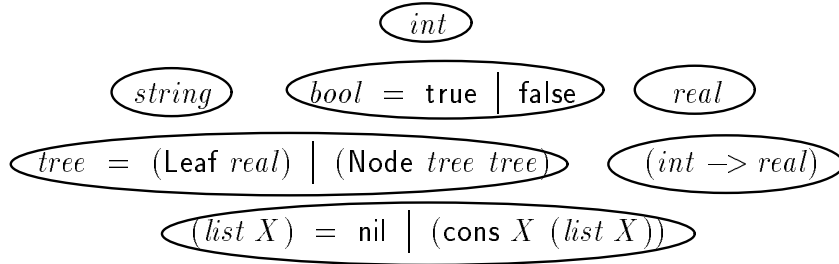 int
string bool = true | false real
tree = (Leaf real) | (Node tree tree) (int -> real)
(list X) = nil | (cons X (list X))